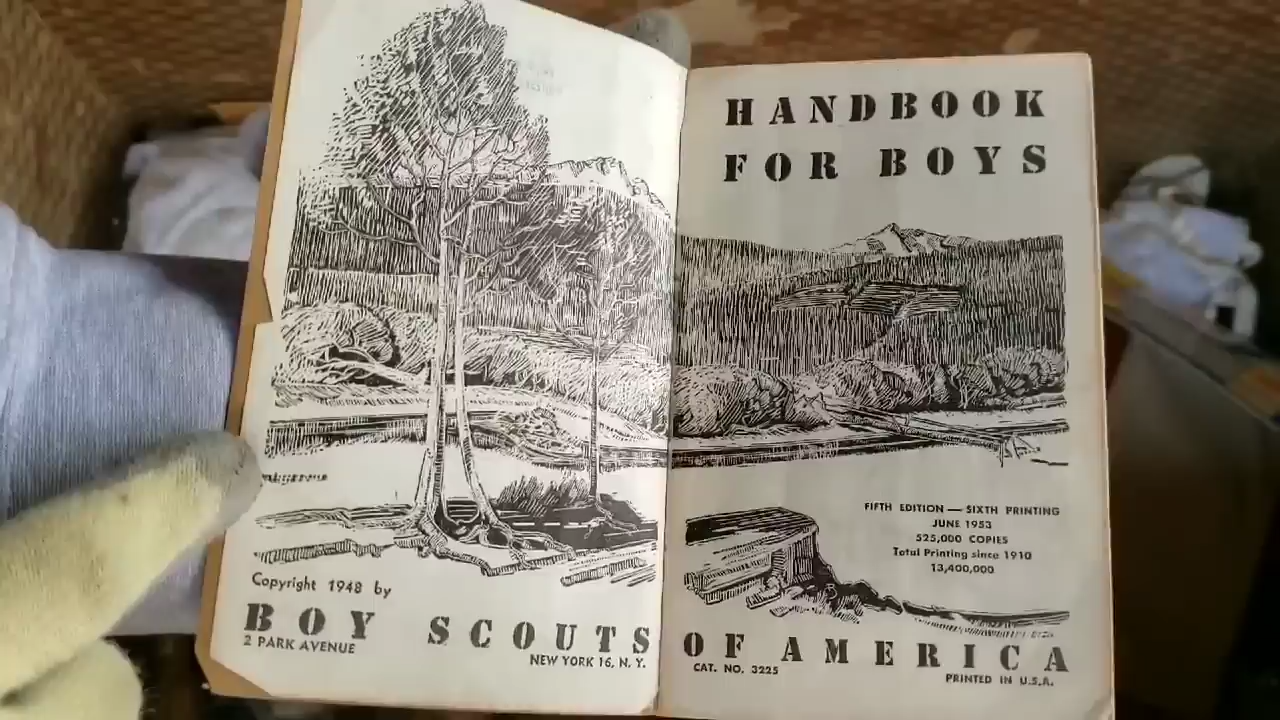 HANDBOOK
FOR BOYS
FIFTH EDITION — SIXTH PRINTING
JUNE 1953
525,000 COPIES
Total Printing since 1910
13,400,000
Copyright 1948 by
BOY SCOUTS OF AMERICA
2 PARK AVENUE
NEW YORK 16, N. Y.
CAT. NO. 3225
PRINTED IN U.S.A.